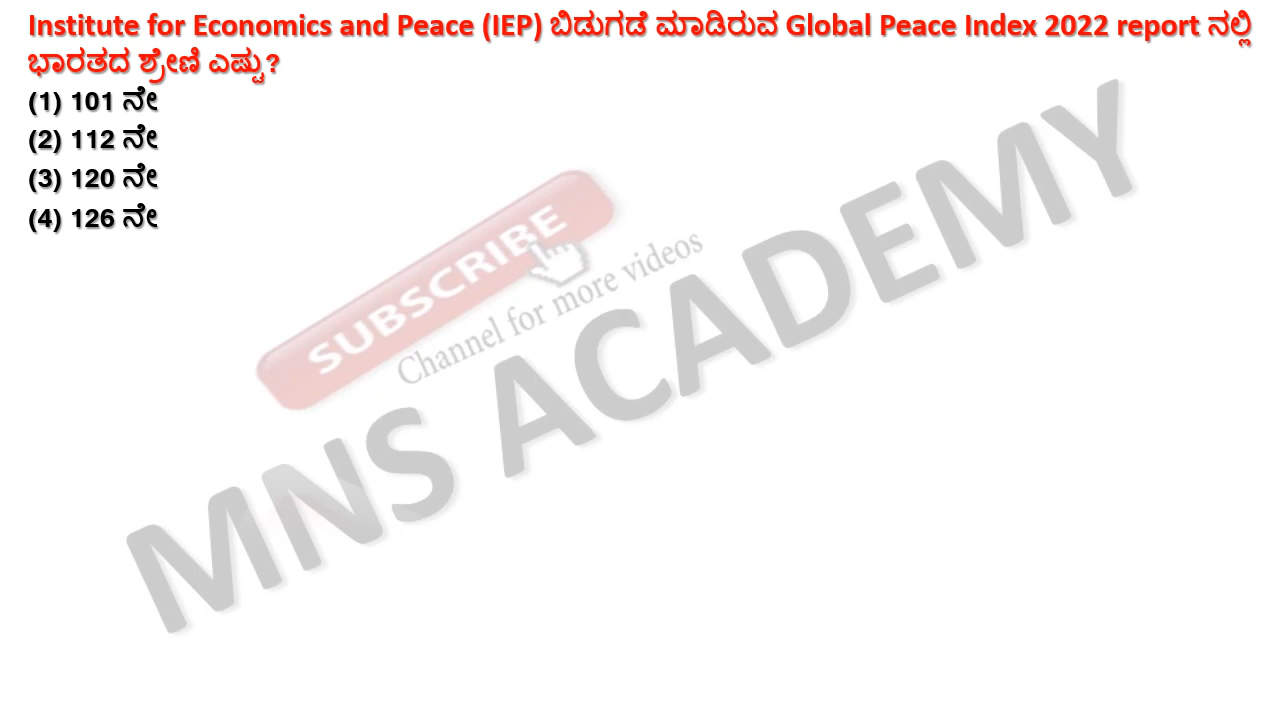 Institute for Economics and Peace (IEP) ಬಿಡುಗಡೆ ಮಾಡಿರುವ Global Peace Index 2022 report ನಲ್ಲಿ
ಭಾರತದ ಶ್ರೇಣಿ ಎಷ್ಟು?
(1) 101 ನೇ
(2) 112 ನೇ
(3) 120 ನೇ
(4) 126 ನೇ
SUBSCRIBE
Channel for more videos
MNS ACADEMY